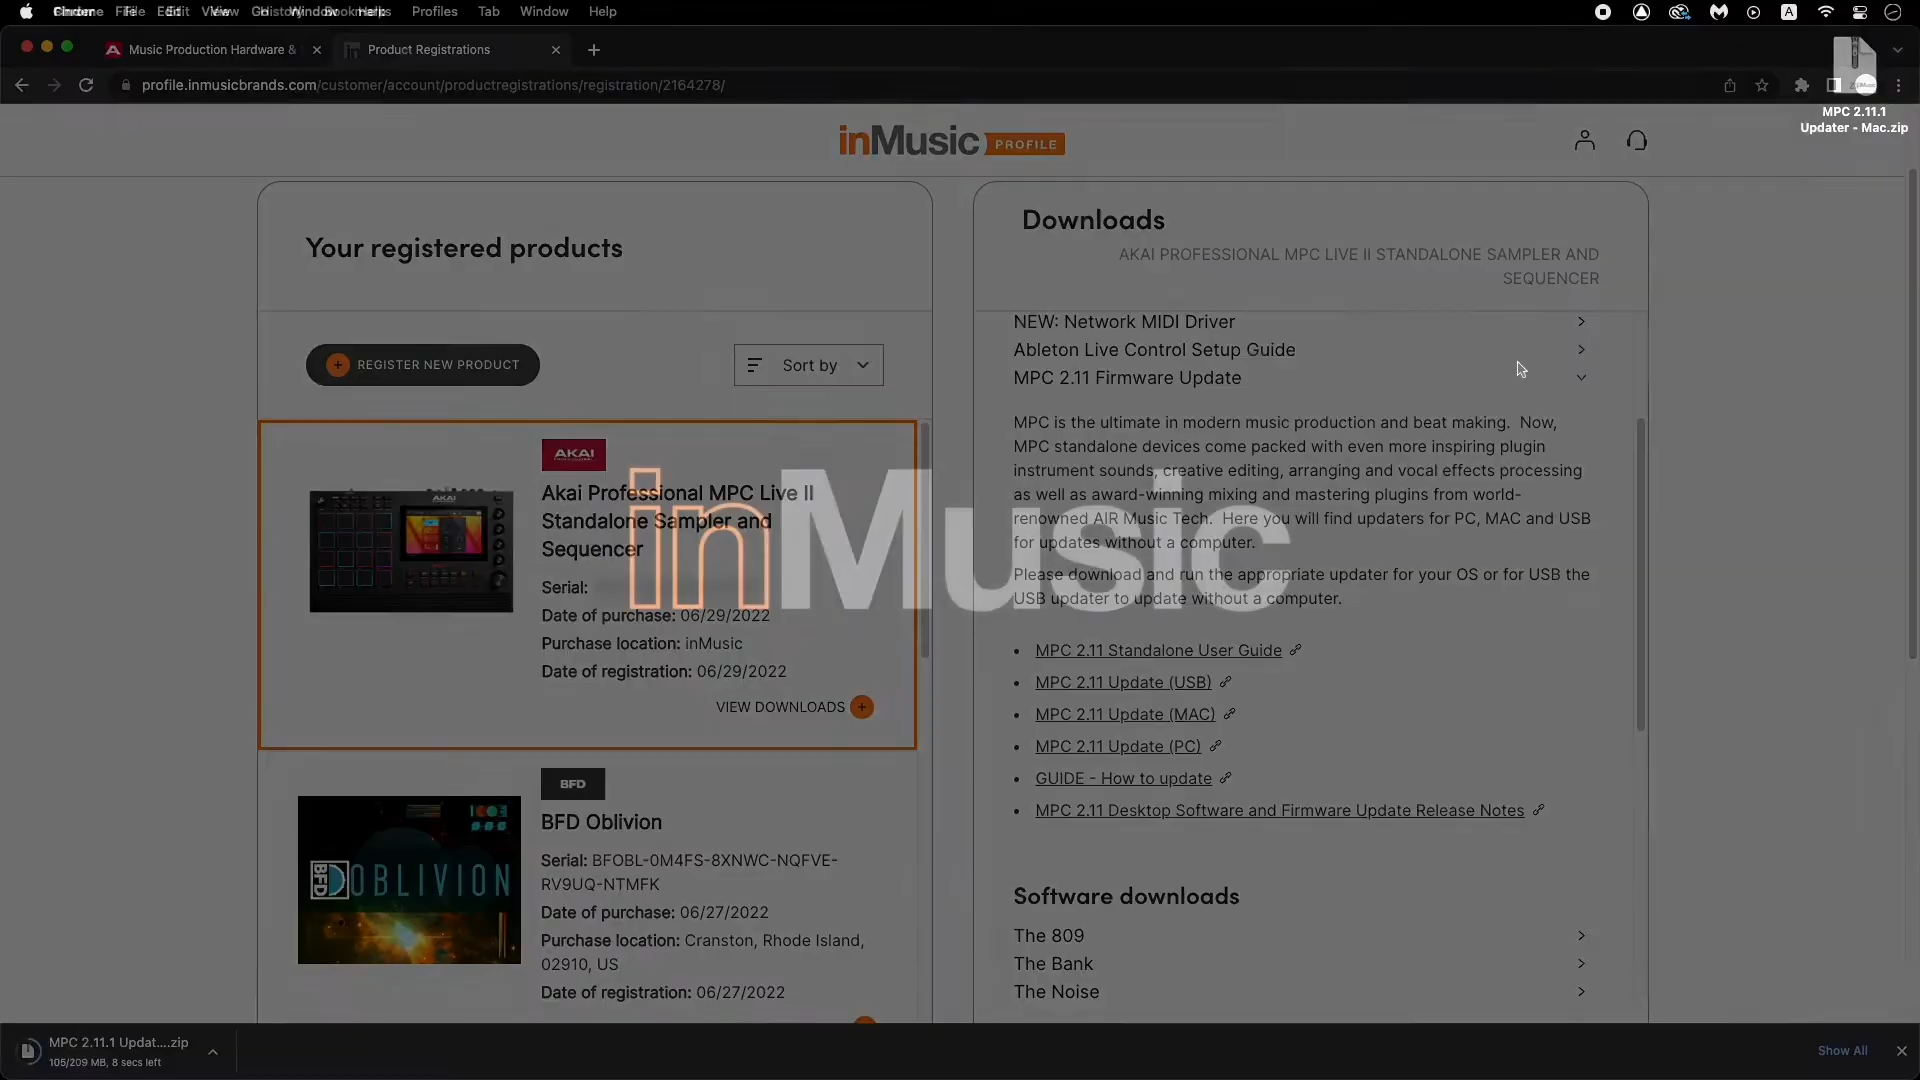 Profiles Tab Window Help
Music Production Hardware &
Product Registrations
profile.inmusicbrands.com/customer/account/productregistrations/registration/2164278/
MPC 2.11.1
Updater - Mac.zip
inMusic PROFILE
Your registered products
REGISTER NEW PRODUCT
Sort by
AKAI
Akai Professional MPC Live II
Standalone Sampler and
Sequencer
Serial:
Date of purchase: 06/29/2022
Purchase location: inMusic
Date of registration: 06/29/2022
VIEW DOWNLOADS
BFD
BFD Oblivion
BFD OBLIVION
Serial: BFOBL-0M4FS-8XNWC-NQFVE-
RV9UQ-NTMFK
Date of purchase: 06/27/2022
Purchase location: Cranston, Rhode Island,
02910, US
Date of registration: 06/27/2022
Downloads
AKAI PROFESSIONAL MPC LIVE II STANDALONE SAMPLER AND
SEQUENCER
NEW: Network MIDI Driver
Ableton Live Control Setup Guide
MPC 2.11 Firmware Update
MPC is the ultimate in modern music production and beat making. Now,
MPC standalone devices come packed with even more inspiring plugin
instrument sounds, creative editing, arranging and vocal effects processing
as well as award-winning mixing and mastering plugins from world-
renowned AIR Music Tech. Here you will find updaters for PC, MAC and USB
for updates without a computer.
Please download and run the appropriate updater for your OS or for USB the
USB updater to update without a computer.
MPC 2.11 Standalone User Guide
MPC 2.11 Update (USB)
MPC 2.11 Update (MAC)
MPC 2.11 Update (PC)
GUIDE - How to update
MPC 2.11 Desktop Software and Firmware Update Release Notes
Software downloads
The 809
The Bank
The Noise
inMusic
MPC 2.11.1 Updat....zip
105/209 MB, 8 secs left
Show All